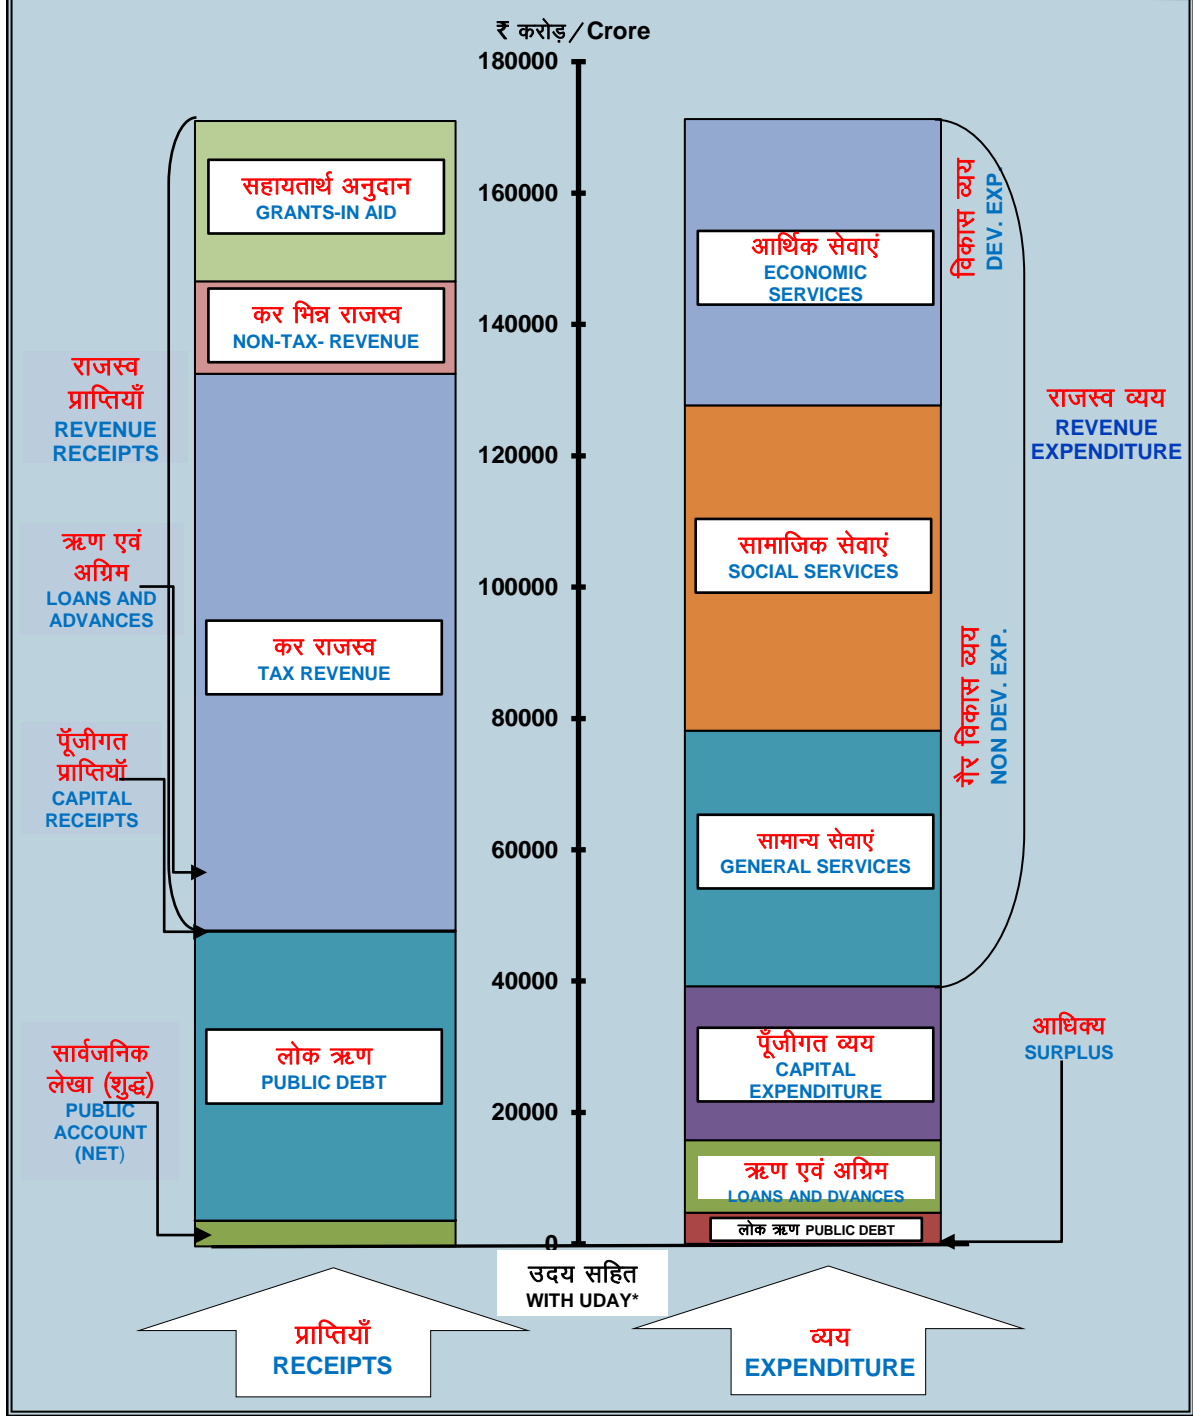 ₹ करोड़ / Crore
180000
160000
140000
120000
100000
80000
60000
40000
20000
0
सहायतार्थ अनुदान
GRANTS-IN AID
कर भिन्न राजस्व
NON-TAX- REVENUE
कर राजस्व
TAX REVENUE
लोक ऋण
PUBLIC DEBT
राजस्व
प्राप्तियाँ
REVENUE
RECEIPTS
ऋण एवं
अग्रिम
LOANS AND
ADVANCES
पूॅंजीगत
प्राप्तियॉ
CAPITAL
RECEIPTS
सार्वजनिक
लेखा (शुद्ध)
PUBLIC
ACCOUNT
(NET)
आर्थिक सेवाएं
ECONOMIC
SERVICES
सामाजिक सेवाएं
SOCIAL SERVICES
सामान्य सेवाएं
GENERAL SERVICES
पूँजीगत व्यय
CAPITAL
EXPENDITURE
ऋण एवं अग्रिम
LOANS AND DVANCES
लोक ऋण PUBLIC DEBT
विकास व्यय
DEV. EXP.
गैर विकास व्यय
NON DEV. EXP.
राजस्व व्यय
REVENUE
EXPENDITURE
आधिक्य
SURPLUS
उदय सहित
WITH UDAY*
प्राप्तियाँ
RECEIPTS
व्यय
EXPENDITURE